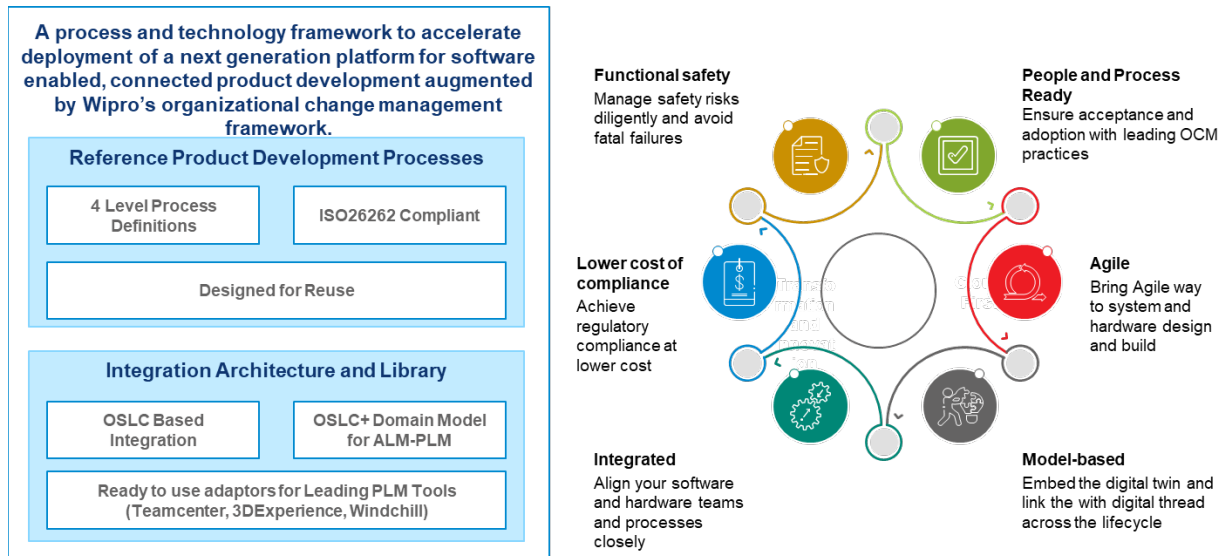 A process and technology framework to accelerate
deployment of a next generation platform for software
enabled, connected product development augmented
by Wipro's organizational change management
framework.
Reference Product Development Processes
4 Level Process
Definitions
ISO26262 Compliant
Designed for Reuse
Integration Architecture and Library
OSLC Based
Integration
OSLC+ Domain Model
for ALM-PLM
Ready to use adaptors for Leading PLM Tools
(Teamcenter, 3DExperience, Windchill)
Functional safety
Manage safety risks
diligently and avoid
fatal failures
People and Process
Ready
Ensure acceptance and
adoption with leading OCM
practices
Lower cost of
compliance
Achieve
regulatory
compliance at
lower cost
Agile
Bring Agile way
to system and
hardware design
and build
Integrated
Align your software
and hardware teams
and processes
closely
Model-based
Embed the digital twin and
link the with digital thread
across the lifecycle
$